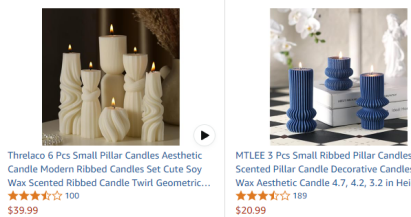 Threlaco 6 Pcs Small Pillar Candles Aesthetic
Candle Modern Ribbed Candles Set Cute Soy
Wax Scented Ribbed Candle Twirl Geometric...
100
$39.99
MTLEE 3 Pcs Small Ribbed Pillar Candles
Scented Pillar Candle Decorative Candles
Wax Aesthetic Candle 4.7, 4.2, 3.2 in Hei
189
$20.99